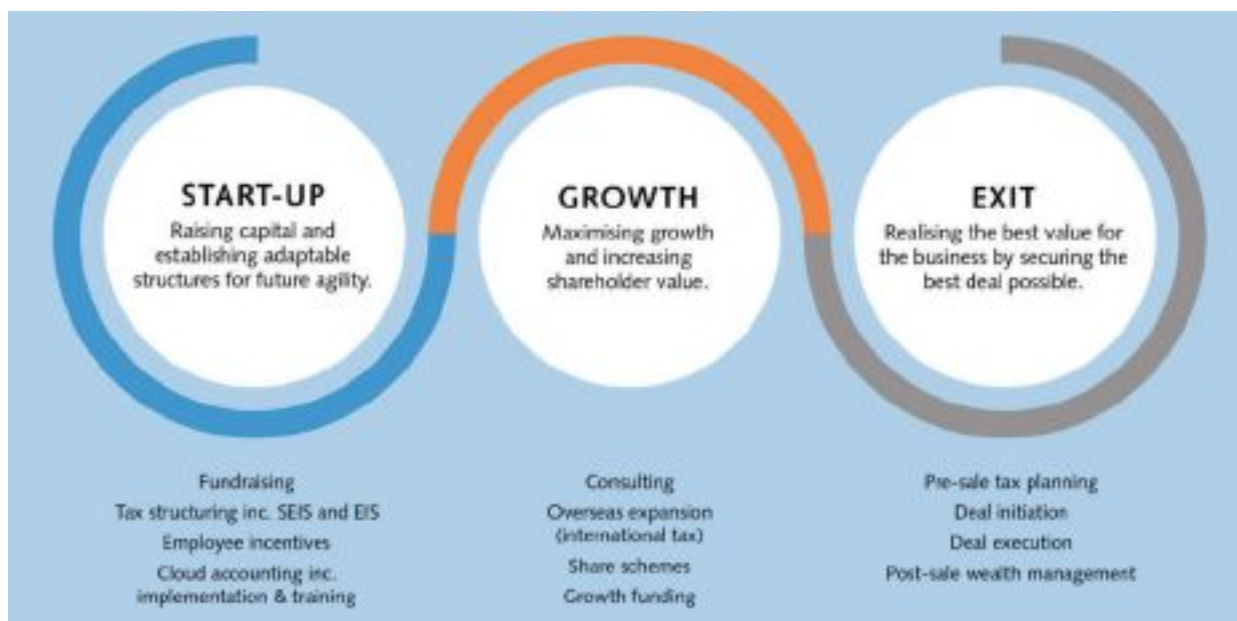 START-UP
Raising capital and
establishing adaptable
structures for future agility.
GROWTH
Maximising growth
and increasing
shareholder value.
EXIT
Realising the best value for
the business by securing the
best deal possible.
Fundraising
Tax structuring inc. SEIS and EIS
Employee incentives
Cloud accounting inc.
implementation & training
Consulting
Overseas expansion
(international tax)
Share schemes
Growth funding
Pre-sale tax planning
Deal initiation
Deal execution
Post-sale wealth management